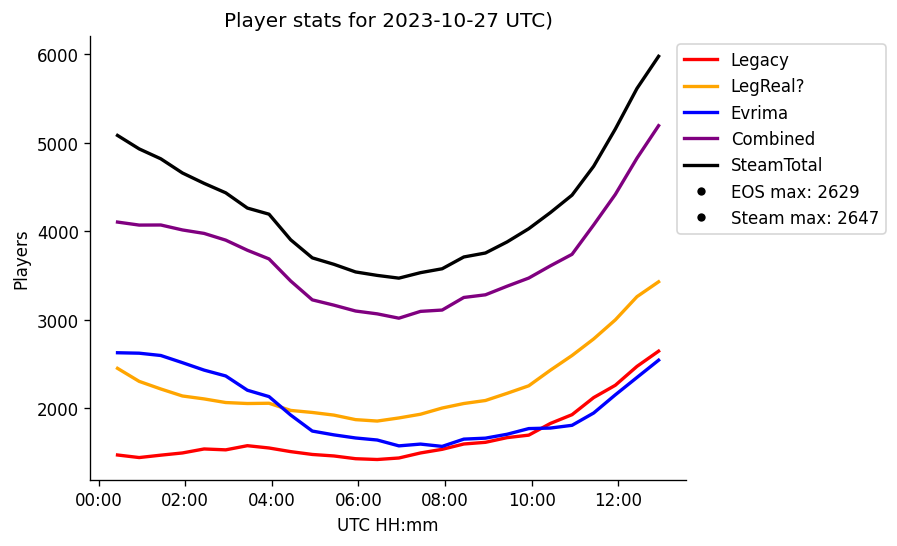 Player stats for 2023-10-27 UTC)
Players
6000
5000
4000
3000
2000
00:00 02:00 04:00 06:00 08:00 10:00 12:00
UTC HH:mm
Legacy
LegReal?
Evrima
Combined
SteamTotal
EOS max: 2629
Steam max: 2647